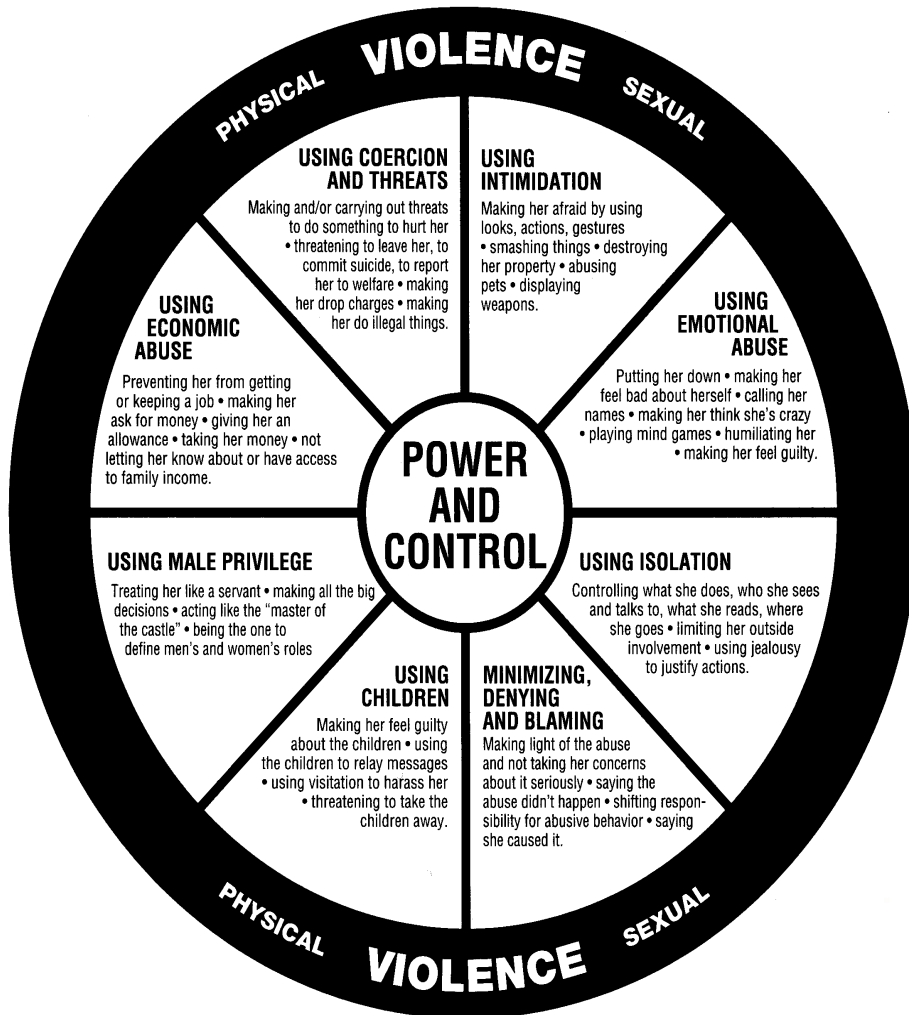 PHYSICAL VIOLENCE SEXUAL
USING COERCION
AND THREATS
Making and/or carrying out threats
to do something to hurt her
• threatening to leave her, to
commit suicide, to report
her to welfare • making
her drop charges • making
her do illegal things.
USING
INTIMIDATION
Making her afraid by using
looks, actions, gestures
• smashing things • destroying
her property • abusing
pets • displaying
weapons.
USING
EMOTIONAL
ABUSE
Putting her down • making her
feel bad about herself • calling her
names • making her think she's crazy
• playing mind games • humiliating her
• making her feel guilty.
USING ISOLATION
Controlling what she does, who she sees
and talks to, what she reads, where
she goes • limiting her outside
involvement • using jealousy
to justify actions.
MINIMIZING,
DENYING
AND BLAMING
Making light of the abuse
and not taking her concerns
about it seriously • saying the
abuse didn't happen • shifting respon-
sibility for abusive behavior • saying
she caused it.
USING
CHILDREN
Making her feel guilty
about the children • using
the children to relay messages
• using visitation to harass her
• threatening to take the
children away.
USING MALE PRIVILEGE
Treating her like a servant • making all the big
decisions • acting like the "master of
the castle" • being the one to
define men's and women's roles
USING
ECONOMIC
ABUSE
Preventing her from getting
or keeping a job • making her
ask for money • giving her an
allowance • taking her money • not
letting her know about or have access
to family income.
POWER
AND
CONTROL
PHYSICAL VIOLENCE SEXUAL